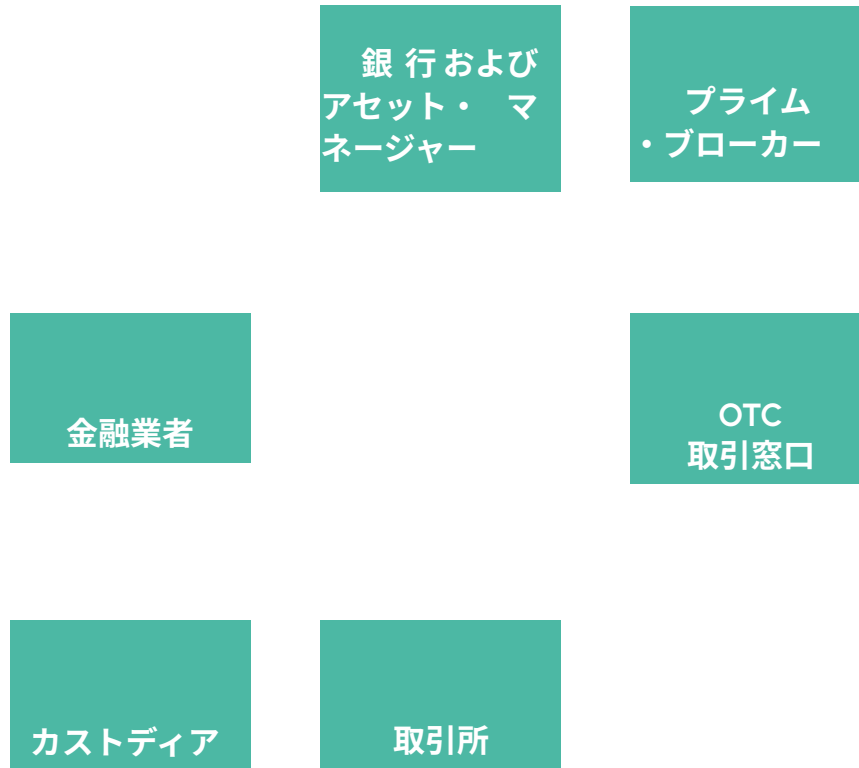 銀 行 および
アセット・ マ
ネージャー
プライム
・ブローカー
金融業者
OTC
取引窓口
カストディア
取引所